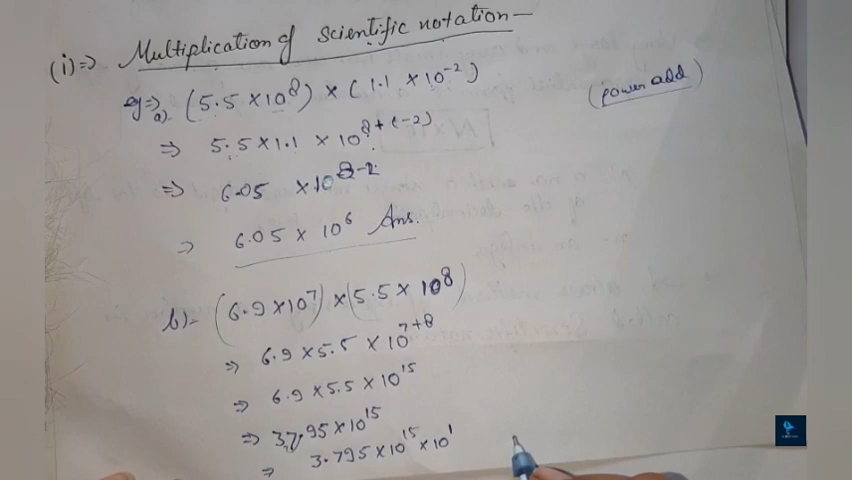 (i) ⇒ Multiplication of scientific notation—
eg ⇒ a)- (5.5 × 10⁸) × (1.1 × 10⁻²)
(power add)
⇒ 5.5 × 1.1 × 10⁸⁺⁽⁻²⁾
⇒ 6.05 × 10⁸⁻²
⇒ 6.05 × 10⁶ Ans.
b)- (6.9 × 10⁷) × (5.5 × 10⁸)
⇒ 6.9 × 5.5 × 10⁷⁺⁸
⇒ 6.9 × 5.5 × 10¹⁵
⇒ 37.95 × 10¹⁵
⇒ 3.795 × 10¹⁵ × 10¹